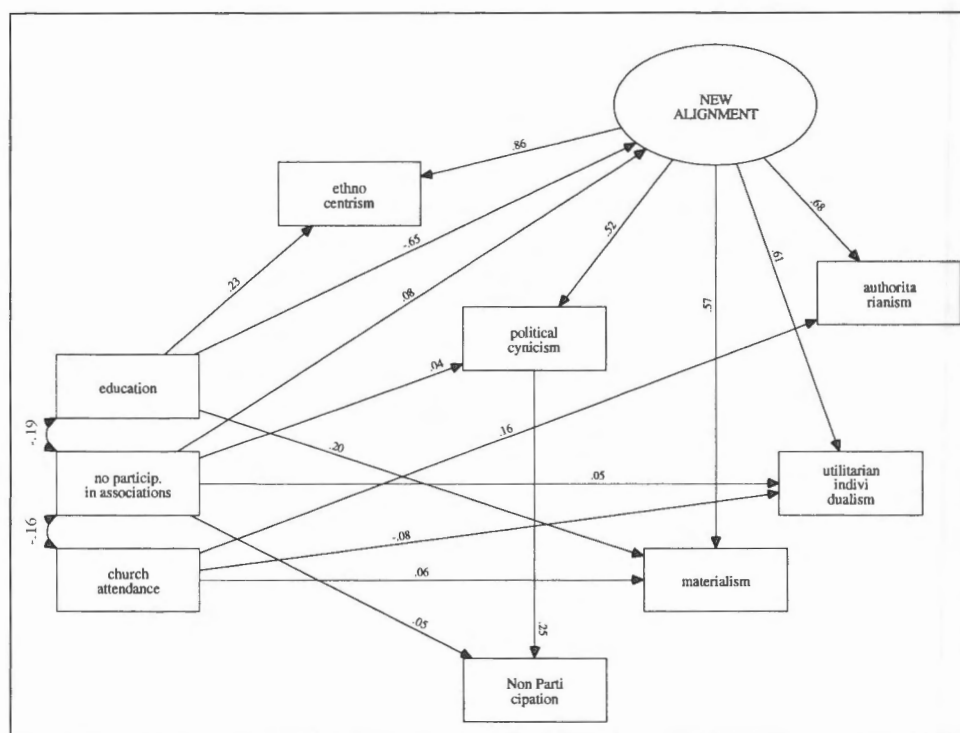 NEW
ALIGNMENT
.86
ethno
centrism
-.65
.52
.68
.23
.08
.57
.61
authorita
rianism
political
cynicism
education
.04
-.19
.20
.16
no particip.
in associations
.05
utilitarian
indivi
dualism
-.16
-.08
church
attendance
.06
materialism
.05
.25
Non Parti
cipation